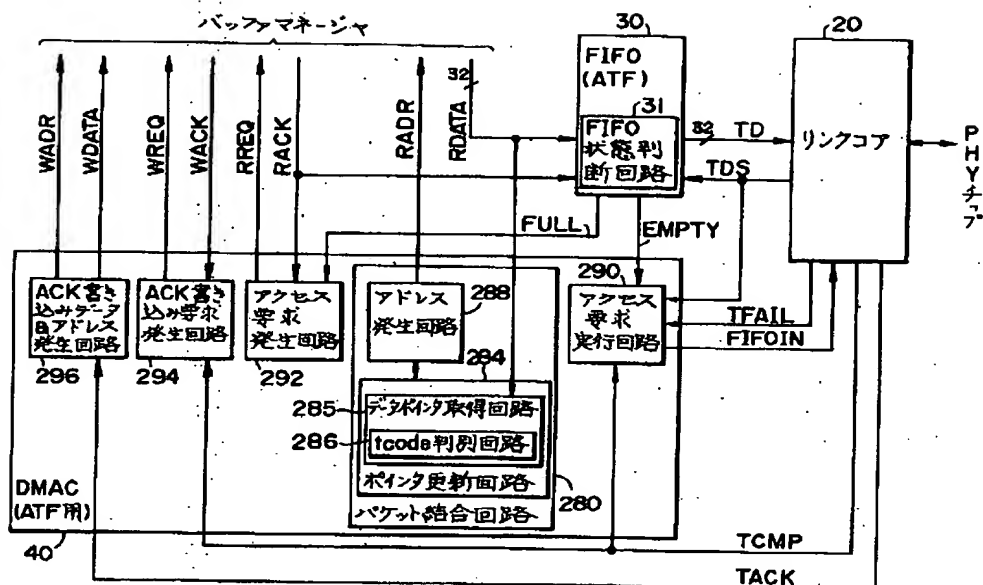 バッファマネージャ
WADR
WDATA
WREQ
WACK
RREQ
RACK
RADR
RDATA
32
30
FIFO
(ATF)
31
FIFO
状態判
断回路
FULL
EMPTY
32
TD
TDS
20
リンクコア
PHYチップ
ACK書き
込みデータ
&アドレス
発生回路
296
ACK書き
込み要求
発生回路
294
アクセス
要求
発生回路
292
アドレス
発生回路
288
284
285
データポインタ取得回路
286
tcode判別回路
ポインタ更新回路
280
パケット結合回路
290
アクセス
要求
実行回路
TFAIL
FIFOIN
DMAC
(ATF用)
40
TCMP
TACK